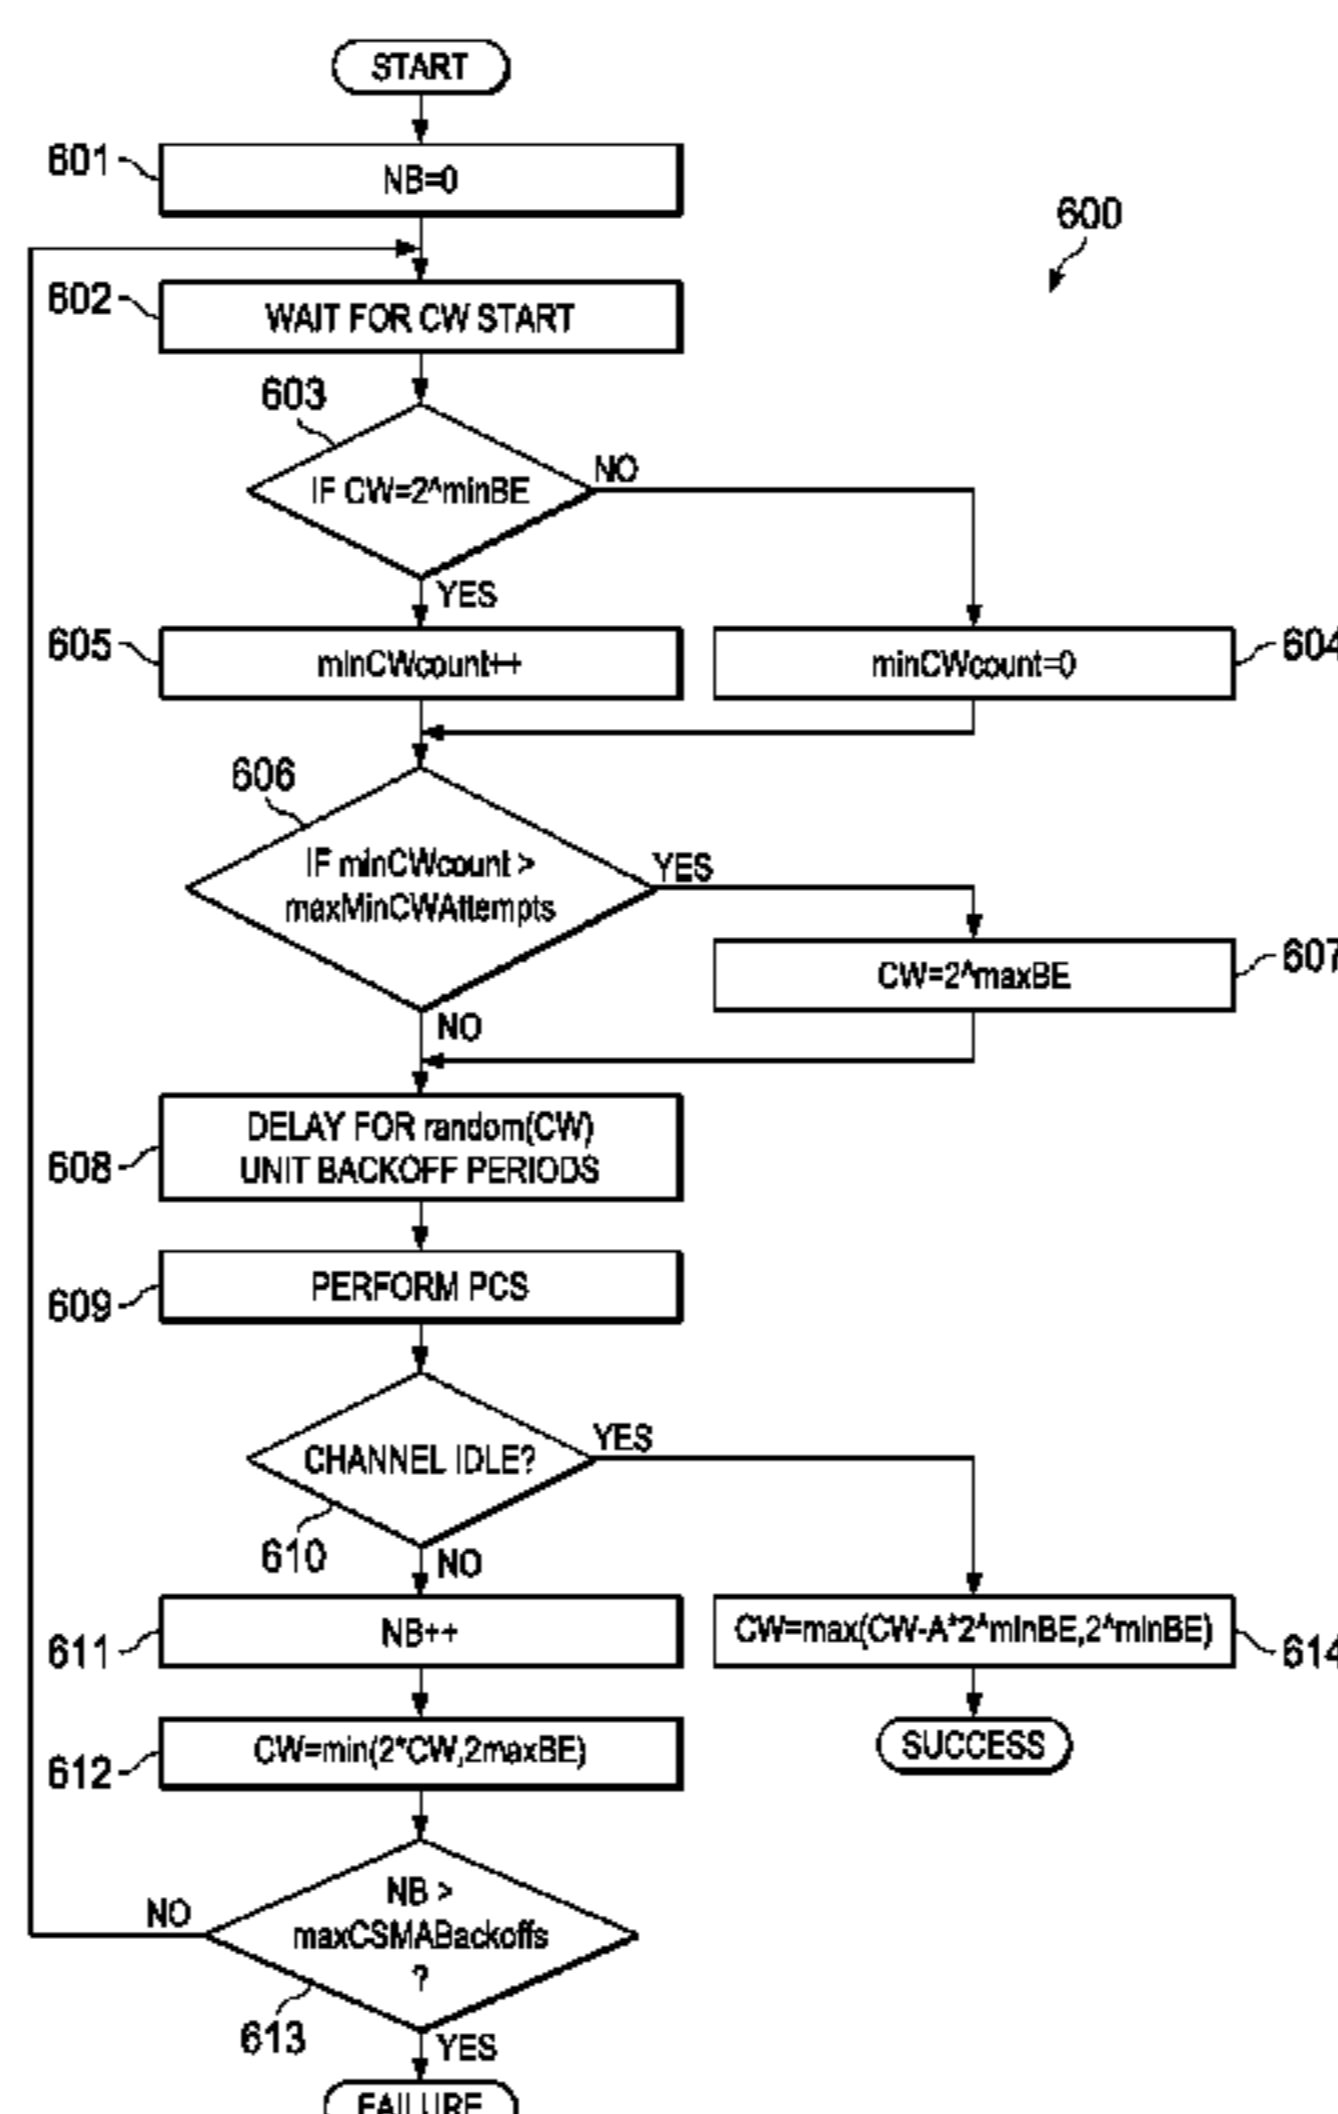 START
601
NB=0
600
602
WAIT FOR CW START
603
IF CW=2^minBE
NO
YES
605
minCWcount++
minCWcount=0
604
606
IF minCWcount >
maxMinCWAttempts
YES
CW=2^maxBE
607
NO
608
DELAY FOR random(CW)
UNIT BACKOFF PERIODS
609
PERFORM PCS
CHANNEL IDLE?
YES
610
NO
611
NB++
CW=max(CW-A*2^minBE,2^minBE)
614
612
CW=min(2*CW,2maxBE)
SUCCESS
NB >
maxCSMABackoffs
?
NO
613
YES
FAILURE